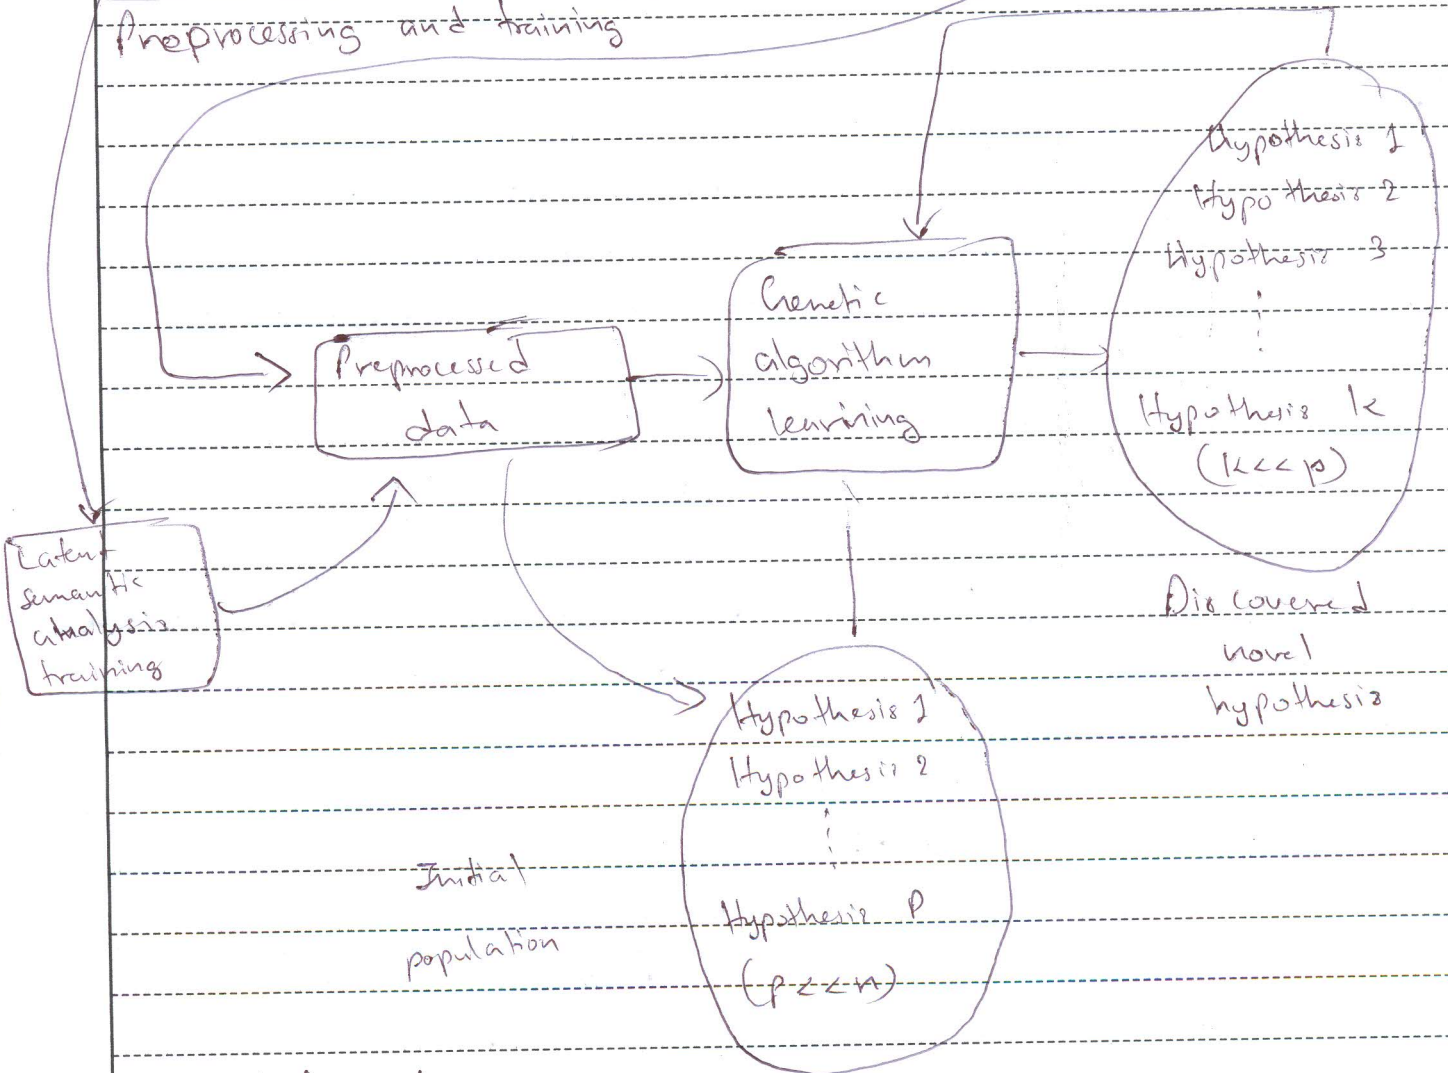 Preprocessing and training
Hypothesis 1
Hypothesis 2
Hypothesis 3
Hypothesis k
(k<<p)
Discovered
novel
hypothesis
Genetic
algorithm
learning
Preprocessed
data
Latent
semantic
analysis
training
Hypothesis 1
Hypothesis 2
Hypothesis P
(p<<n)
Initial
population